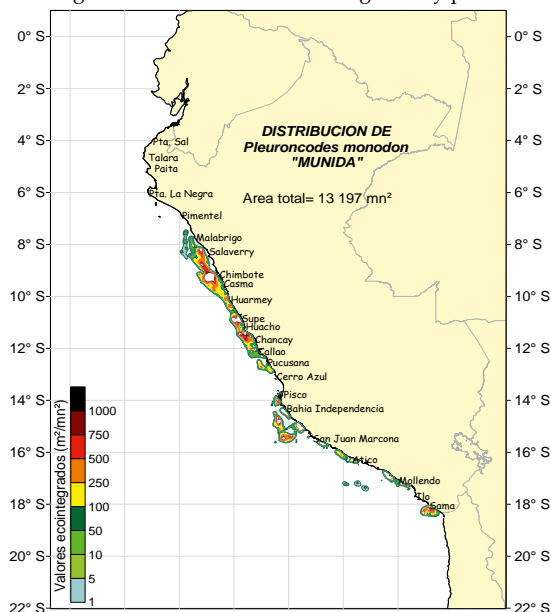 0° S
0° S
2° S
2° S
4° S
4° S
6° S
6° S
8° S
8° S
10° S
10° S
12° S
12° S
14° S
14° S
16° S
16° S
18° S
18° S
20° S
20° S
22° S
22° S
DISTRIBUCION DE
Pleuroncodes monodon
"MUNIDA"
Area total= 13 197 mn²
Pta. Sal
Talara
Paita
Pta. La Negra
Pimentel
Malabrigo
Salaverry
Chimbote
Casma
Huarmey
Supe
Huacho
Chancay
Callao
Pucusana
Cerro Azul
Pisco
Bahia Independencia
San Juan Marcona
Atico
Mollendo
Ilo
Sama
Valores ecointegrados (m²/mn²)
1000
750
500
250
100
50
10
5
1